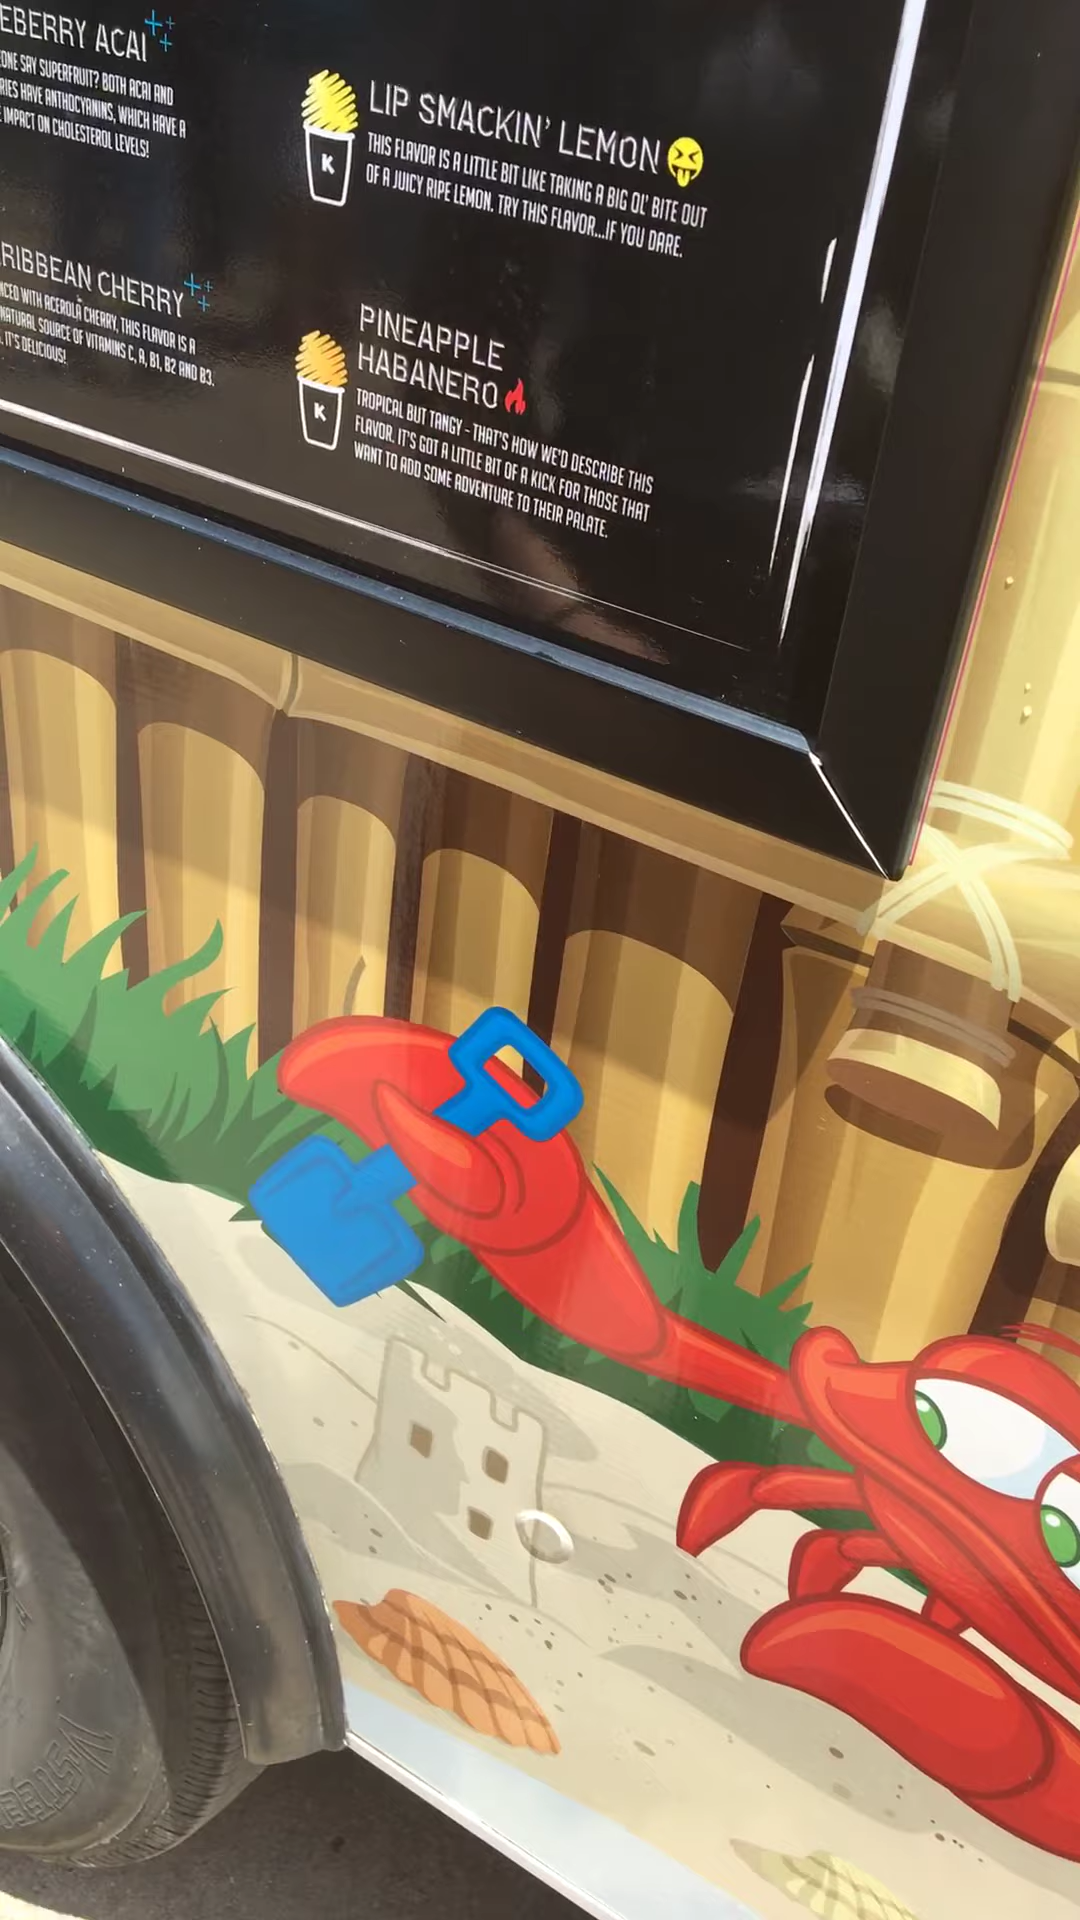 EBERRY ACAI
ONE SAY SUPERFRUIT? BOTH ACAI AND
RIES HAVE ANTHOCYANINS, WHICH HAVE A
E IMPACT ON CHOLESTEROL LEVELS!
RIBBEAN CHERRY
NCED WITH ACEROLA CHERRY, THIS FLAVOR IS A
NATURAL SOURCE OF VITAMINS C, A, B1, B2 AND B3.
. IT'S DELICIOUS!
K
LIP SMACKIN' LEMON
THIS FLAVOR IS A LITTLE BIT LIKE TAKING A BIG OL' BITE OUT
OF A JUICY RIPE LEMON. TRY THIS FLAVOR...IF YOU DARE.
K
PINEAPPLE
HABANERO
TROPICAL BUT TANGY - THAT'S HOW WE'D DESCRIBE THIS
FLAVOR. IT'S GOT A LITTLE BIT OF A KICK FOR THOSE THAT
WANT TO ADD SOME ADVENTURE TO THEIR PALATE.